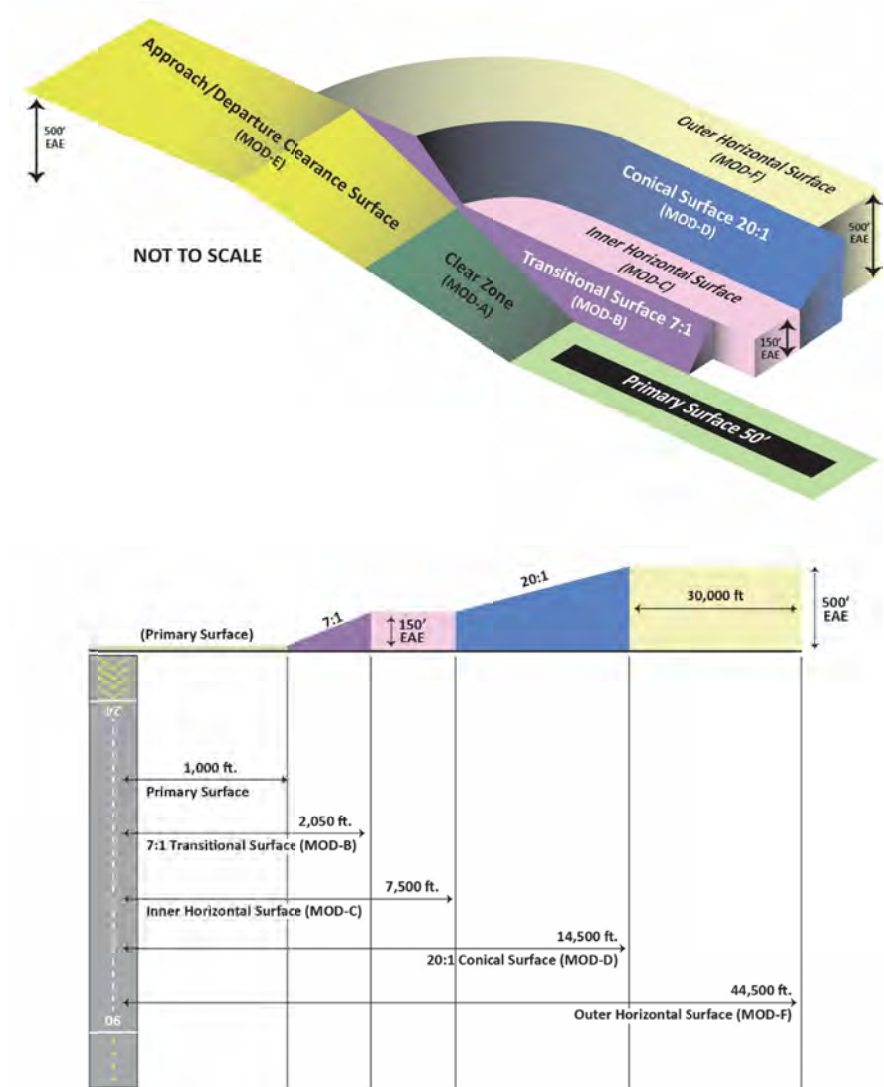 Approach/Departure Clearance Surface
(MOD-E)
500'
EAE
NOT TO SCALE
Clear Zone
(MOD-A)
Outer Horizontal Surface
(MOD-F)
Conical Surface 20:1
(MOD-D)
Inner Horizontal Surface
(MOD-C)
Transitional Surface 7:1
(MOD-B)
500'
EAE
150'
EAE
Primary Surface 50'
(Primary Surface)
7:1
150'
EAE
20:1
30,000 ft
500'
EAE
24
1,000 ft.
Primary Surface
2,050 ft.
7:1 Transitional Surface (MOD-B)
7,500 ft.
Inner Horizontal Surface (MOD-C)
14,500 ft.
20:1 Conical Surface (MOD-D)
44,500 ft.
Outer Horizontal Surface (MOD-F)
06